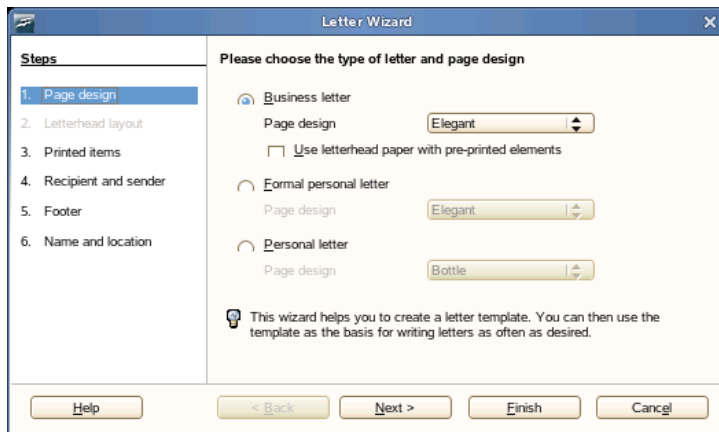 Letter Wizard
Steps
Please choose the type of letter and page design
1. Page design
2. Letterhead layout
3. Printed items
4. Recipient and sender
5. Footer
6. Name and location
Business letter
Page design Elegant
Use letterhead paper with pre-printed elements
Formal personal letter
Page design Elegant
Personal letter
Page design Bottle
This wizard helps you to create a letter template. You can then use the
template as the basis for writing letters as often as desired.
Help < Back Next > Finish Cancel